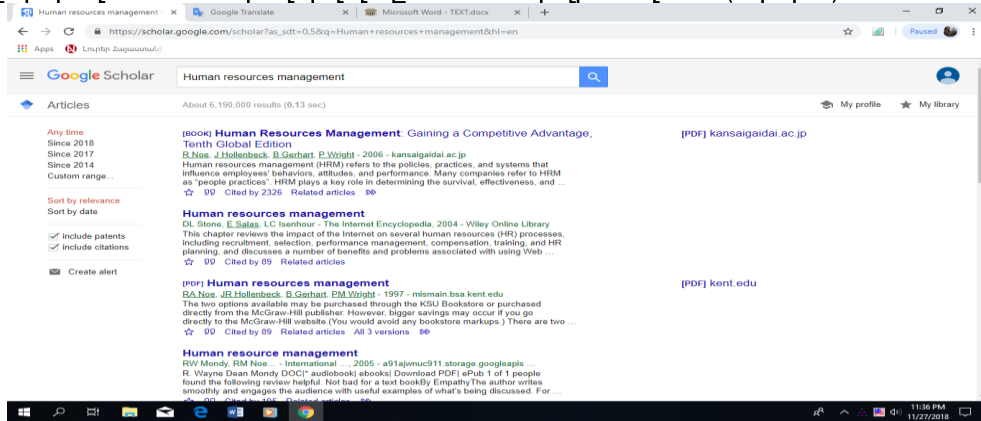 Human resources management -
Google Translate
Microsoft Word - TEXT.docx
https://scholar.google.com/scholar?as_sdt=0.5&q=Human+resources+management&hl=en
Paused
Apps
Google Scholar
Human resources management
Articles
About 6,190,000 results (0.13 sec)
My profile
My library
Any time
Since 2018
Since 2017
Since 2014
Custom range...
Sort by relevance
Sort by date
include patents
include citations
Create alert
[BOOK] Human Resources Management: Gaining a Competitive Advantage,
Tenth Global Edition
R Noe, J Hollenbeck, B Gerhart, P Wright - 2006 - kansaigaidai.ac.jp
Human resources management (HRM) refers to the policies, practices, and systems that
influence employees' behaviors, attitudes, and performance. Many companies refer to HRM
as "people practices". HRM plays a key role in determining the survival, effectiveness, and ...
Cited by 2326 Related articles
[PDF] kansaigaidai.ac.jp
Human resources management
DL Stone, E Salas, LC Isenhour - The Internet Encyclopedia, 2004 - Wiley Online Library
This chapter reviews the impact of the Internet on several human resources (HR) processes,
including recruitment, selection, performance management, compensation, training, and HR
planning, and discusses a number of benefits and problems associated with using Web ...
Cited by 89 Related articles
[PDF] Human resources management
RA Noe, JR Hollenbeck, B Gerhart, PM Wright - 1997 - mismain.bsa.kent.edu
The two options available may be purchased through the KSU Bookstore or purchased
directly from the McGraw-Hill publisher. However, bigger savings may occur if you go
directly to the McGraw-Hill website.(You would avoid any bookstore markups.) There are two ...
Cited by 89 Related articles All 3 versions
[PDF] kent.edu
Human resource management
RW Mondy, RM Noe... - International ..., 2005 - a91ajwnuc911.storage.googleapis ...
R. Wayne Dean Mondy DOC|* audiobook| ebooks| Download PDF| ePub 1 of 1 people
found the following review helpful. Not bad for a text bookBy EmpathyThe author writes
smoothly and engages the audience with useful examples of what's being discussed. For ...
Cited by 195 Related articles
11:36 PM
11/27/2018